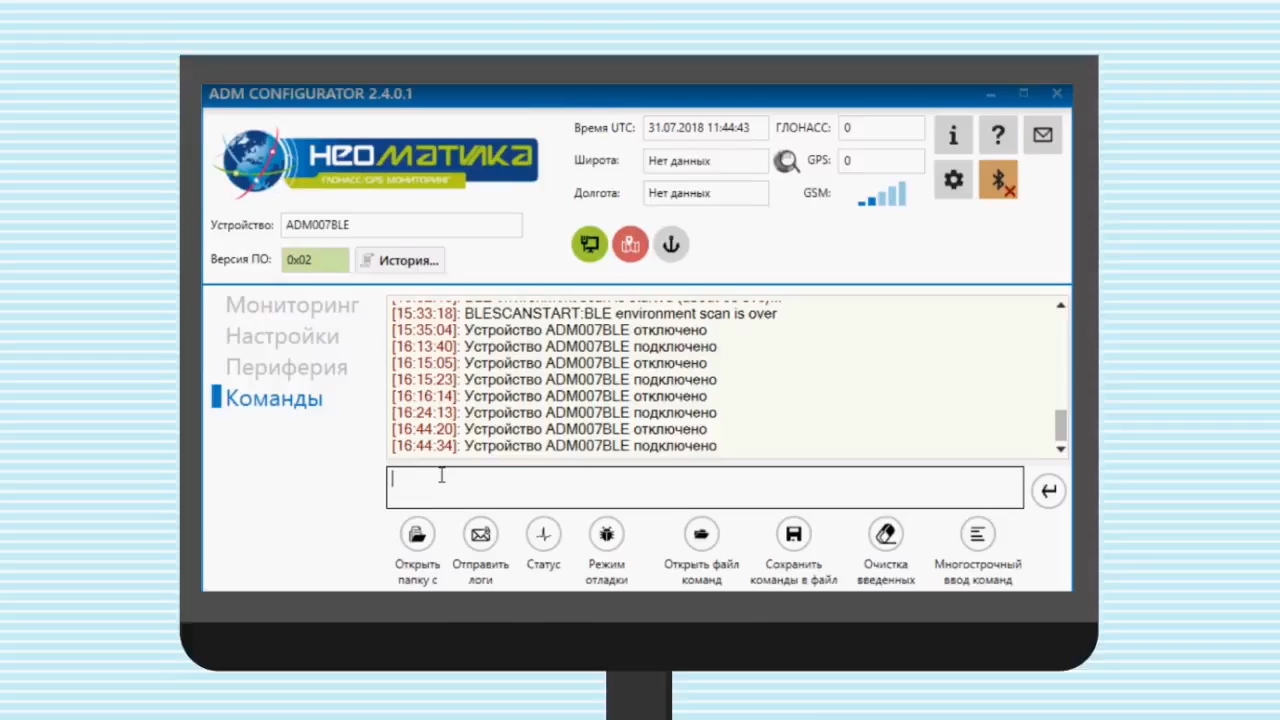 ADM CONFIGURATOR 2.4.0.1
НЕОМАТИКА
ГЛОНАСС/GPS МОНИТОРИНГ
Время UTC: 31.07.2018 11:44:43 ГЛОНАСС: 0
Широта: Нет данных GPS: 0
Долгота: Нет данных GSM:
Устройство: ADM007BLE
Версия ПО: 0x02 История...
Мониторинг
Настройки
Периферия
Команды
[15:33:18]: BLESCANSTART:BLE environment scan is over
[15:35:04]: Устройство ADM007BLE отключено
[16:13:40]: Устройство ADM007BLE подключено
[16:15:05]: Устройство ADM007BLE отключено
[16:15:23]: Устройство ADM007BLE подключено
[16:16:14]: Устройство ADM007BLE отключено
[16:24:13]: Устройство ADM007BLE подключено
[16:44:20]: Устройство ADM007BLE отключено
[16:44:34]: Устройство ADM007BLE подключено
Открыть папку с
Отправить логи
Статус
Режим отладки
Открыть файл команд
Сохранить команды в файл
Очистка введенных
Многострочный ввод команд